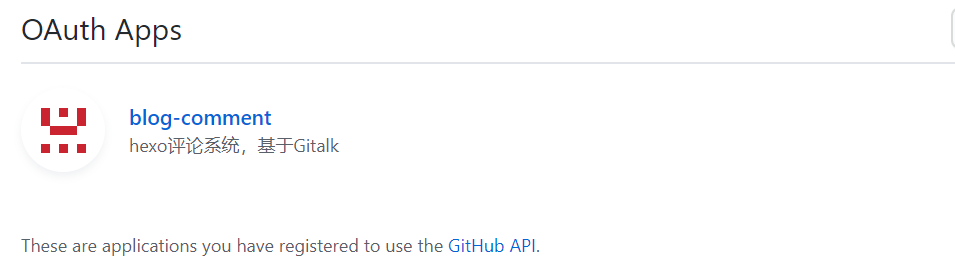 OAuth Apps
blog-comment
hexo评论系统，基于Gitalk
These are applications you have registered to use the GitHub API.